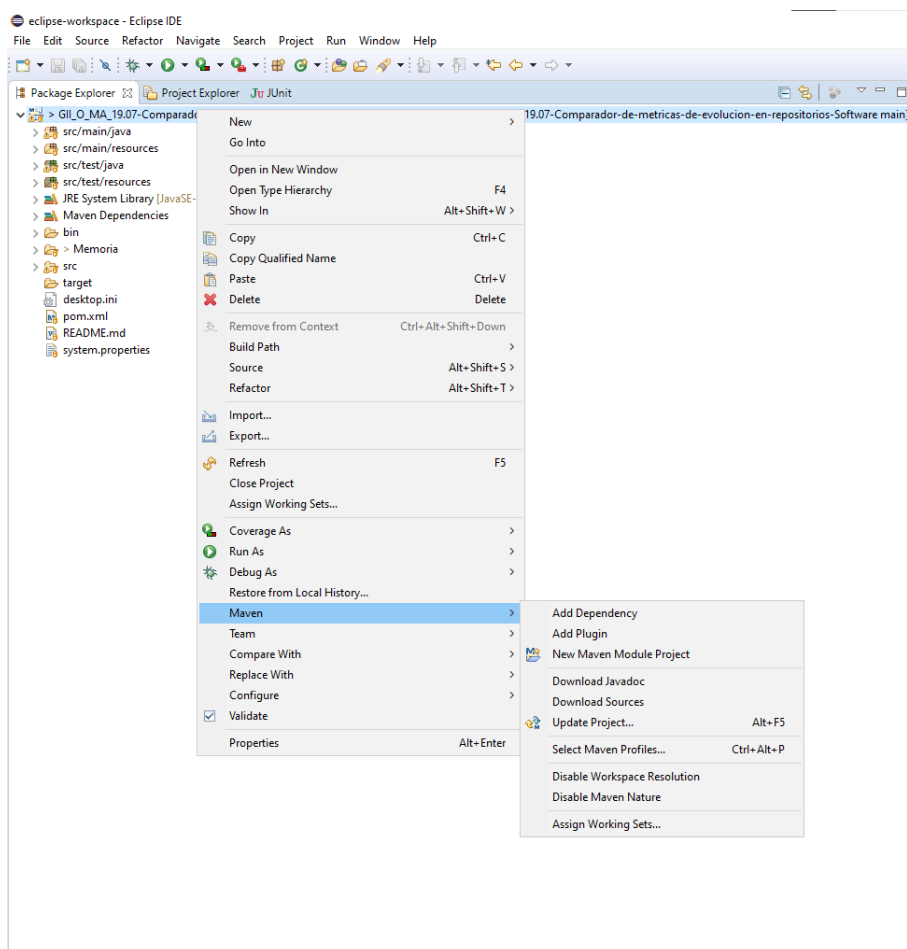 eclipse-workspace - Eclipse IDE
File Edit Source Refactor Navigate Search Project Run Window Help
Package Explorer Project Explorer Ju JUnit
> GII_O_MA_19.07-Comparado 19.07-Comparador-de-metricas-de-evolucion-en-repositorios-Software main]
src/main/java
src/main/resources
src/test/java
src/test/resources
JRE System Library [JavaSE-
Maven Dependencies
bin
> Memoria
src
target
desktop.ini
pom.xml
README.md
system.properties
New
Go Into
Open in New Window
Open Type Hierarchy F4
Show In Alt+Shift+W >
Copy Ctrl+C
Copy Qualified Name
Paste Ctrl+V
Delete Delete
Remove from Context Ctrl+Alt+Shift+Down
Build Path
Source Alt+Shift+S >
Refactor Alt+Shift+T >
Import...
Export...
Refresh F5
Close Project
Assign Working Sets...
Coverage As
Run As
Debug As
Restore from Local History...
Maven
Team
Compare With
Replace With
Configure
Validate
Properties Alt+Enter
Add Dependency
Add Plugin
New Maven Module Project
Download Javadoc
Download Sources
Update Project... Alt+F5
Select Maven Profiles... Ctrl+Alt+P
Disable Workspace Resolution
Disable Maven Nature
Assign Working Sets...